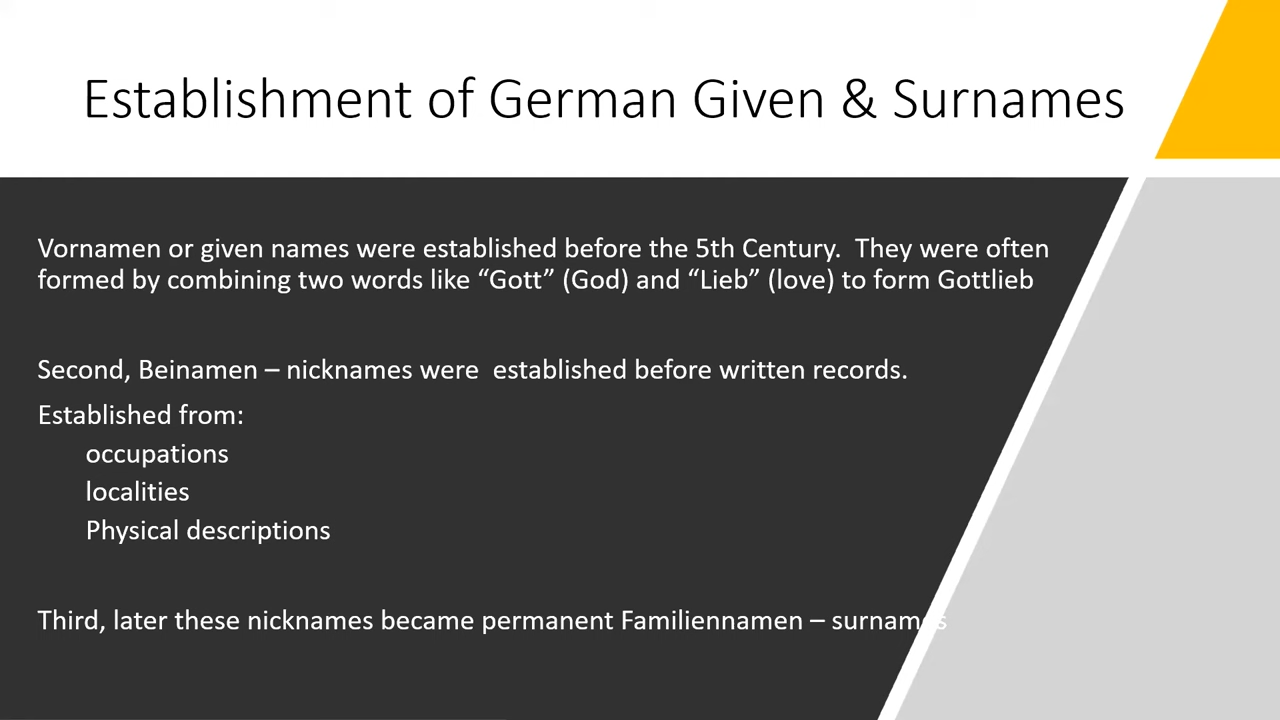 Establishment of German Given & Surnames
Vornamen or given names were established before the 5th Century.  They were often
formed by combining two words like “Gott” (God) and “Lieb” (love) to form Gottlieb
Second, Beinamen – nicknames were  established before written records.
Established from:
occupations
localities
Physical descriptions
Third, later these nicknames became permanent Familiennamen – surnames